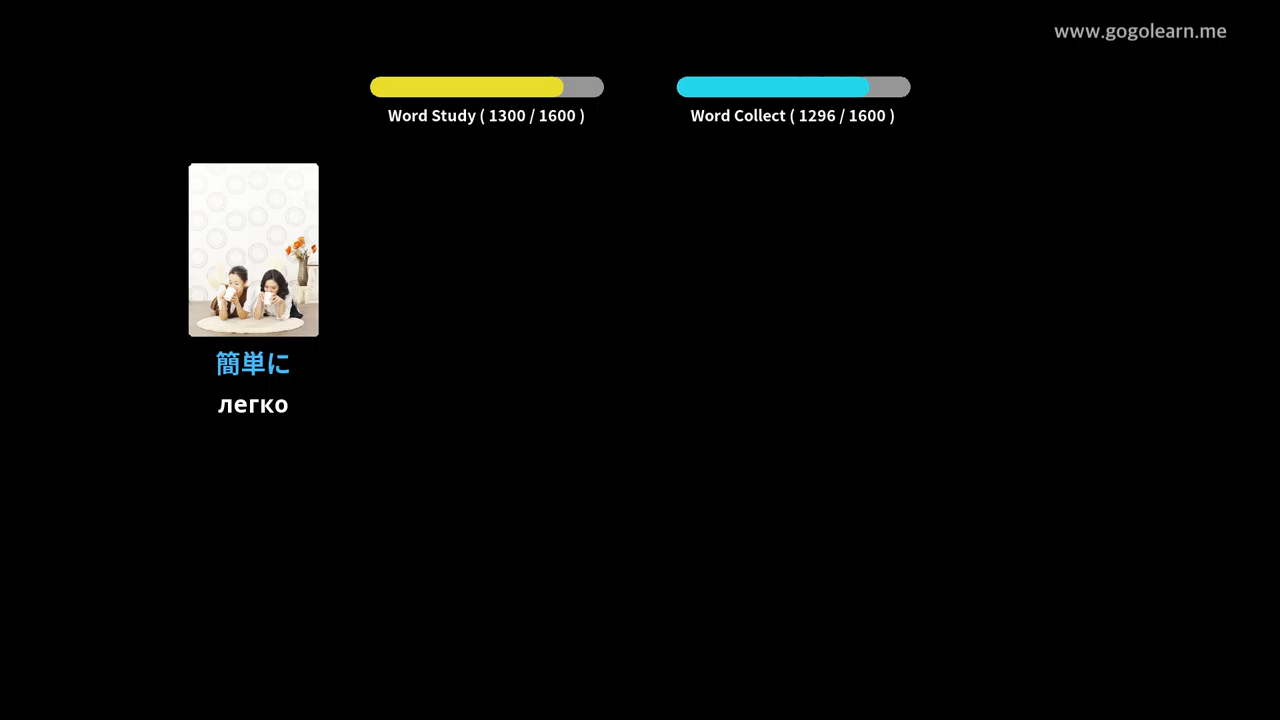 www.gogolearn.me
Word Study ( 1300 / 1600 )
Word Collect ( 1296 / 1600 )
簡単に
легко